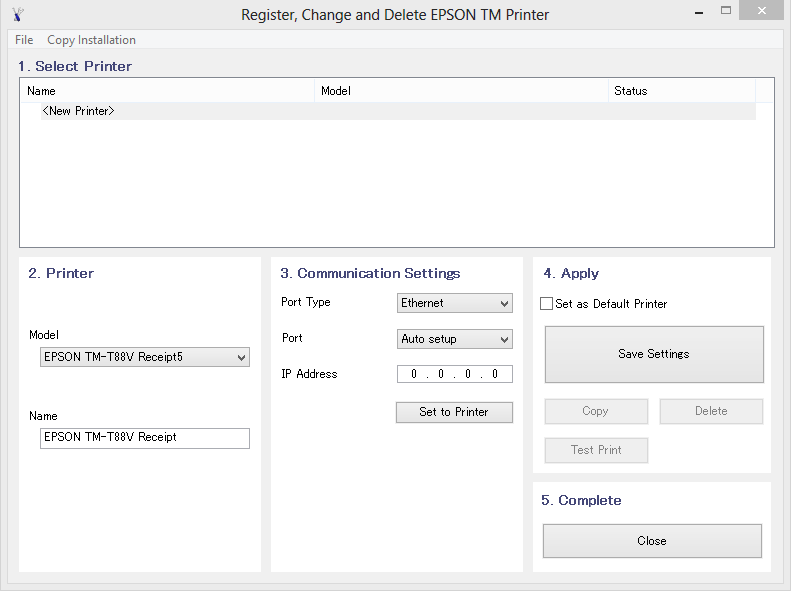 Register, Change and Delete EPSON TM Printer
File Copy Installation
1. Select Printer
Name Model Status
<New Printer>
2. Printer
Model
EPSON TM-T88V Receipt5
Name
EPSON TM-T88V Receipt
3. Communication Settings
Port Type Ethernet
Port Auto setup
IP Address 0 . 0 . 0 . 0
Set to Printer
4. Apply
Set as Default Printer
Save Settings
Copy Delete
Test Print
5. Complete
Close